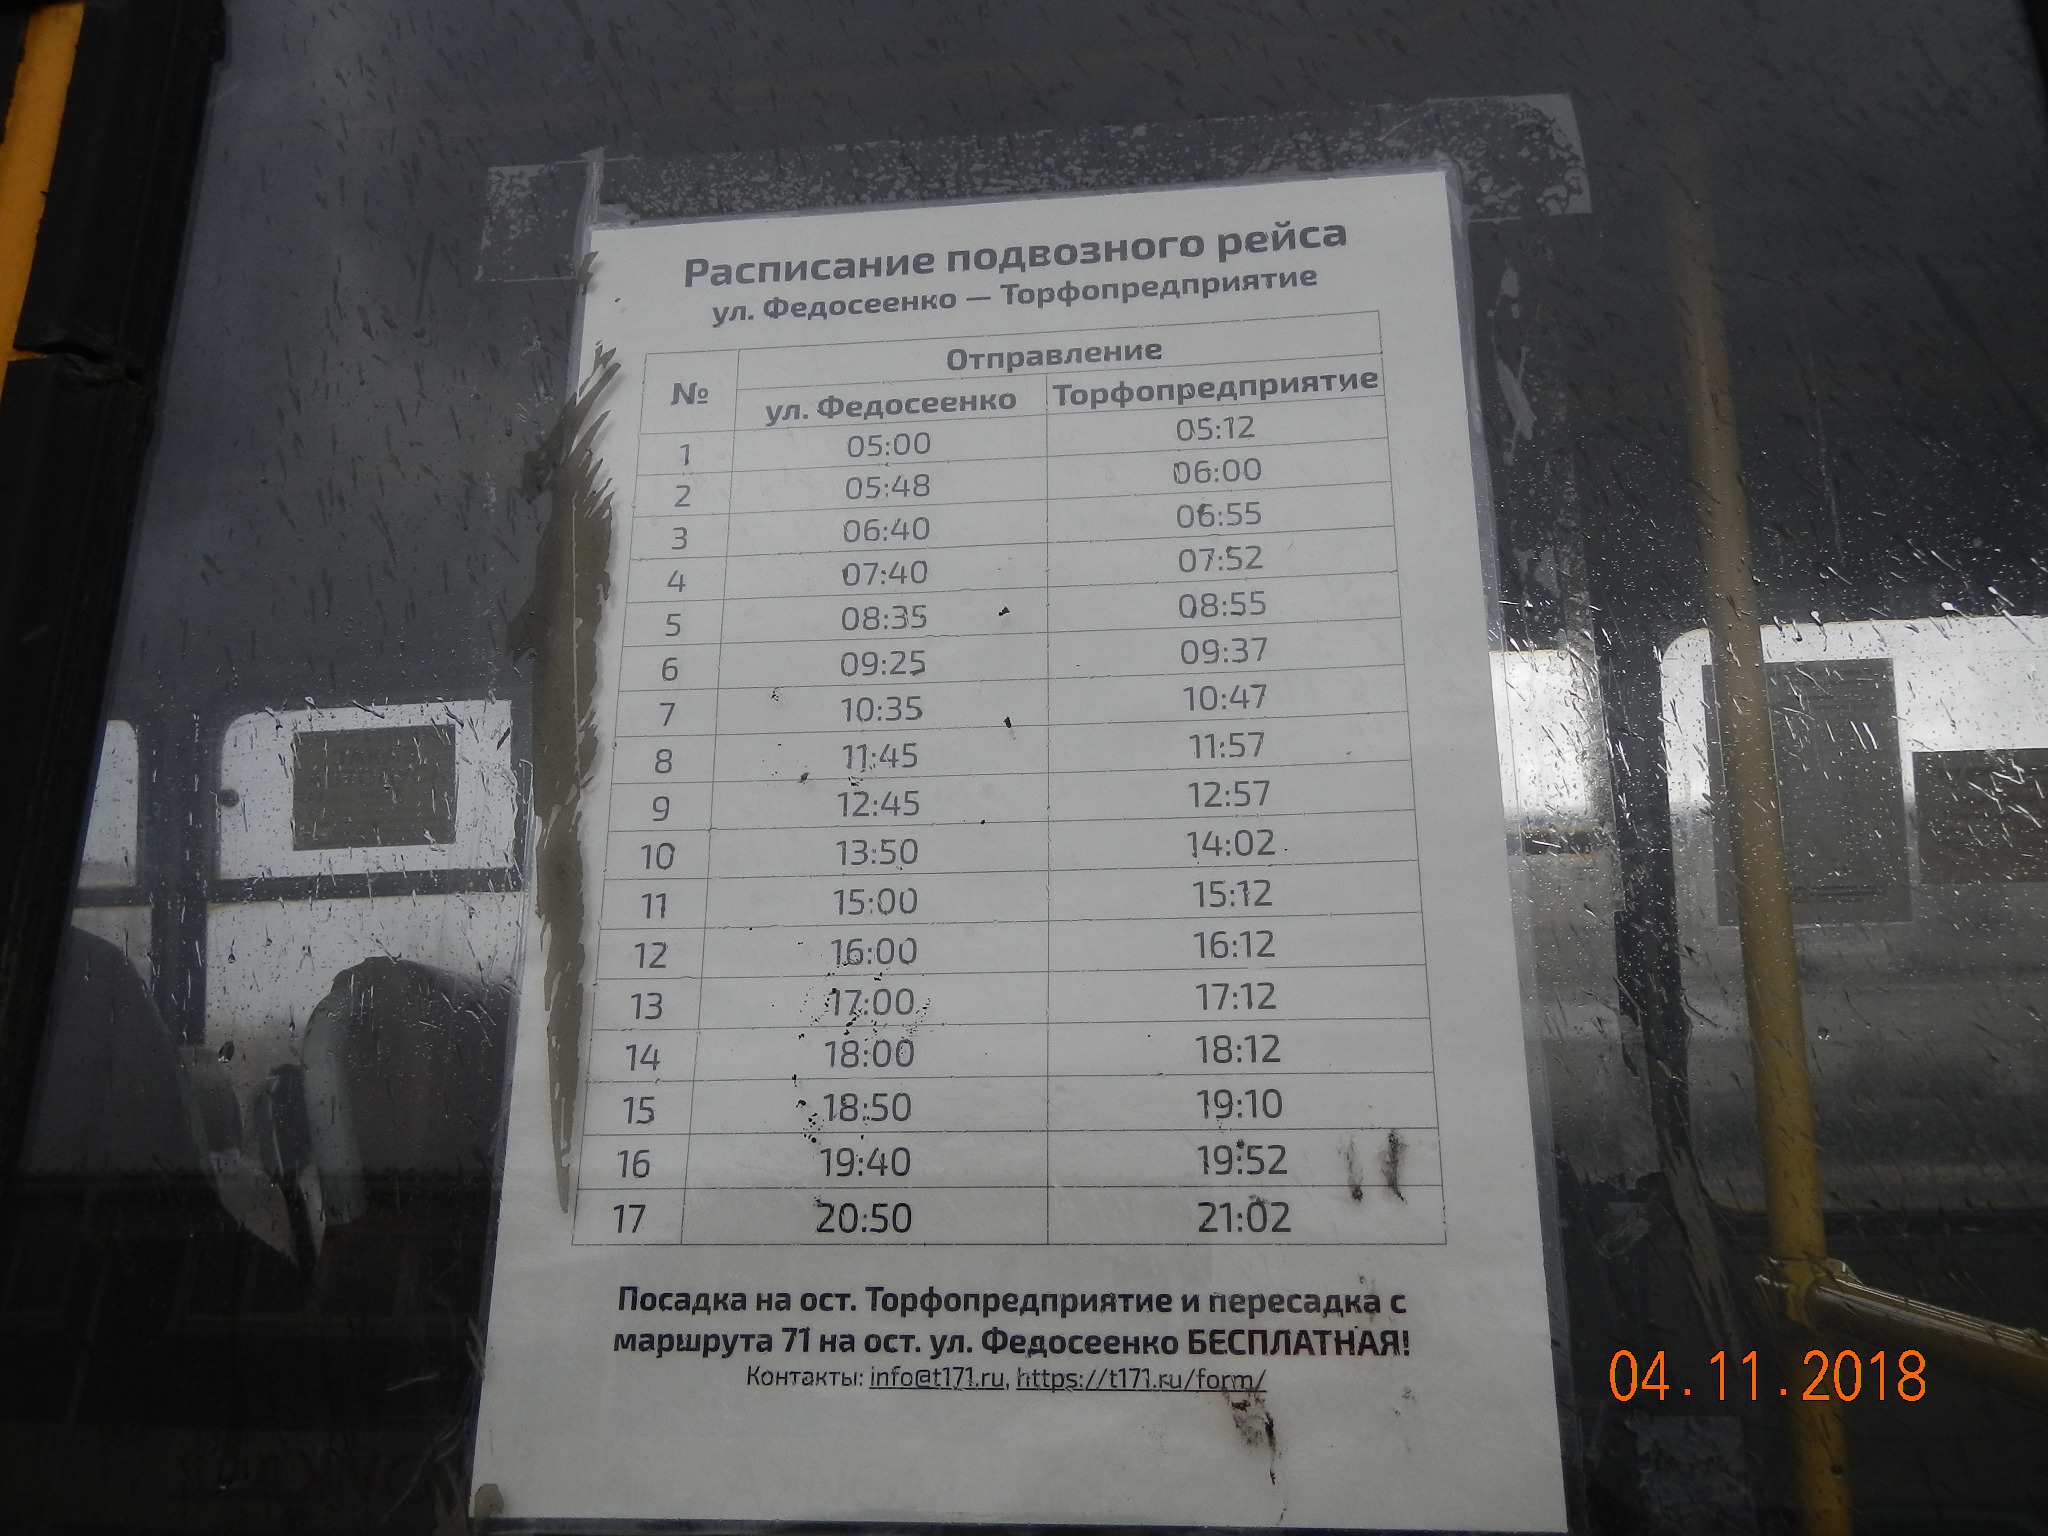 Расписание подвозного рейса
ул. Федосеенко — Торфопредприятие
№ Отправление
ул. Федосеенко Торфопредприятие
1 05:00 05:12
2 05:48 06:00
3 06:40 06:55
4 07:40 07:52
5 08:35 08:55
6 09:25 09:37
7 10:35 10:47
8 11:45 11:57
9 12:45 12:57
10 13:50 14:02
11 15:00 15:12
12 16:00 16:12
13 17:00 17:12
14 18:00 18:12
15 18:50 19:10
16 19:40 19:52
17 20:50 21:02
Посадка на ост. Торфопредприятие и пересадка с
маршрута 71 на ост. ул. Федосеенко БЕСПЛАТНАЯ!
Контакты: info@t171.ru, https://t171.ru/form/
04.11.2018